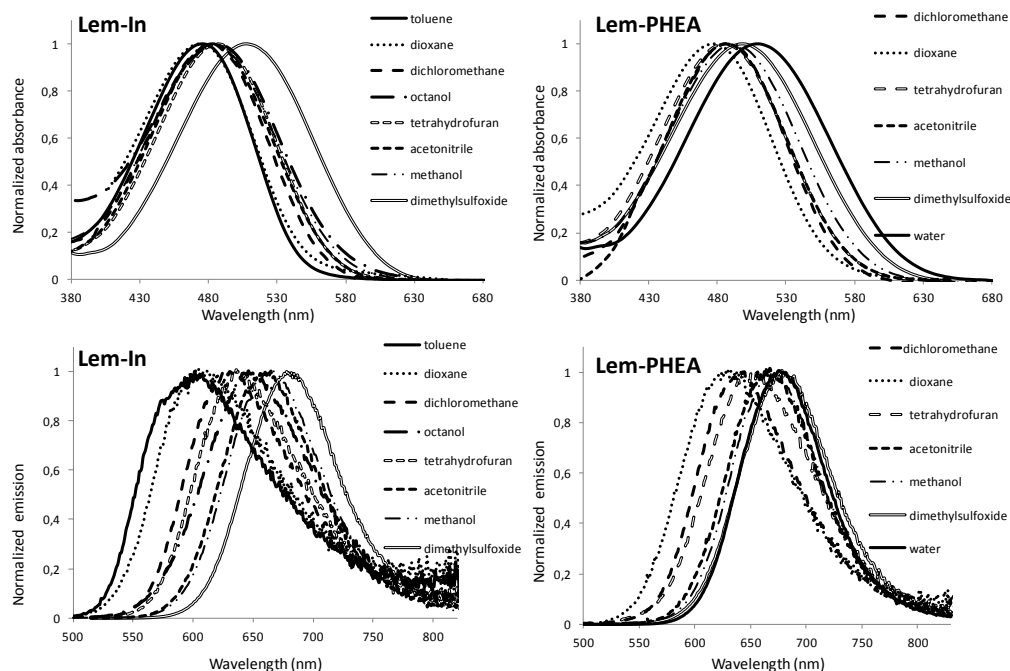 Lem-In
Normalized absorbance
1
0,8
0,6
0,4
0,2
0
380 430 480 530 580 630 680
Wavelength (nm)
toluene
dioxane
dichloromethane
octanol
tetrahydrofuran
acetonitrile
methanol
dimethylsulfoxide
Lem-PHEA
Normalized absorbance
1
0,8
0,6
0,4
0,2
0
380 430 480 530 580 630 680
Wavelength (nm)
dichloromethane
dioxane
tetrahydrofuran
acetonitrile
methanol
dimethylsulfoxide
water
Lem-In
Normalized emission
1
0,8
0,6
0,4
0,2
0
500 550 600 650 700 750 800
Wavelength (nm)
toluene
dioxane
dichloromethane
octanol
tetrahydrofuran
acetonitrile
methanol
dimethylsulfoxide
Lem-PHEA
Normalized emission
1
0,8
0,6
0,4
0,2
0
500 550 600 650 700 750 800
Wavelength (nm)
dichloromethane
dioxane
tetrahydrofuran
acetonitrile
methanol
dimethylsulfoxide
water